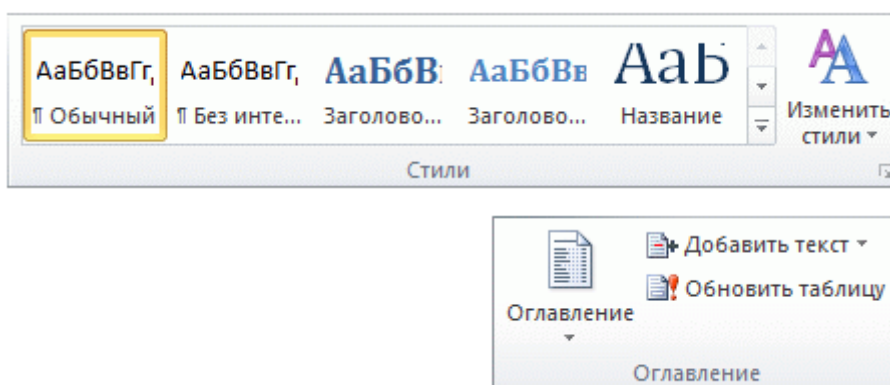 АаБбВвГг, АаБбВвГг, АаБбВ АаБбВв АаБ
¶ Обычный ¶ Без инте... Заголово... Заголово... Название
Изменить
стили
Стили
Добавить текст
Обновить таблицу
Оглавление
Оглавление